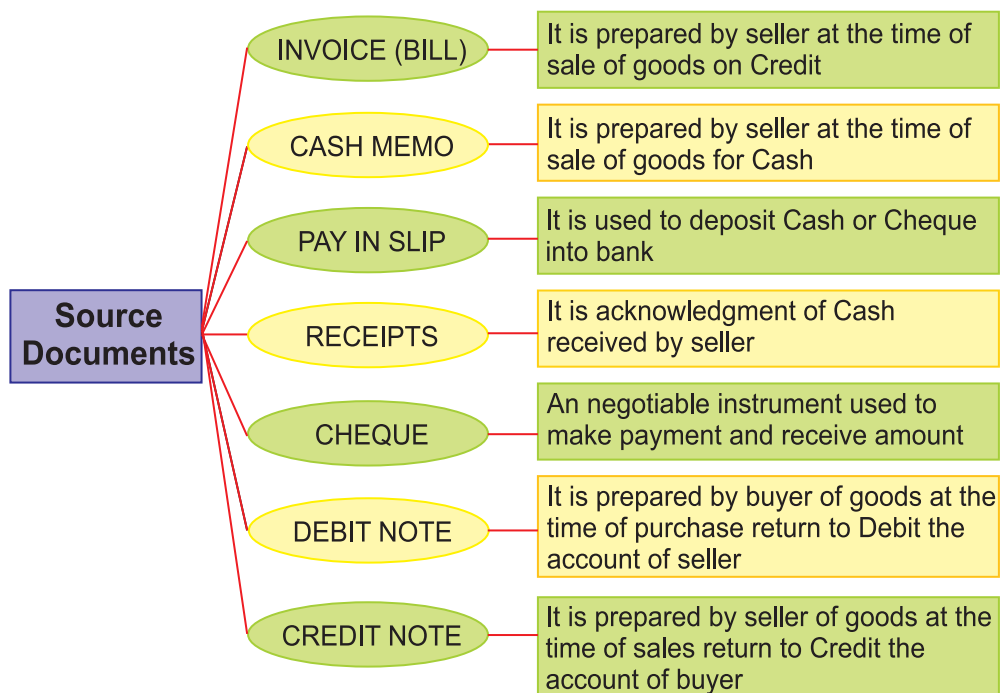 Source
Documents
INVOICE (BILL)
It is prepared by seller at the time of
sale of goods on Credit
CASH MEMO
It is prepared by seller at the time of
sale of goods for Cash
PAY IN SLIP
It is used to deposit Cash or Cheque
into bank
RECEIPTS
It is acknowledgment of Cash
received by seller
CHEQUE
An negotiable instrument used to
make payment and receive amount
DEBIT NOTE
It is prepared by buyer of goods at the
time of purchase return to Debit the
account of seller
CREDIT NOTE
It is prepared by seller of goods at the
time of sales return to Credit the
account of buyer